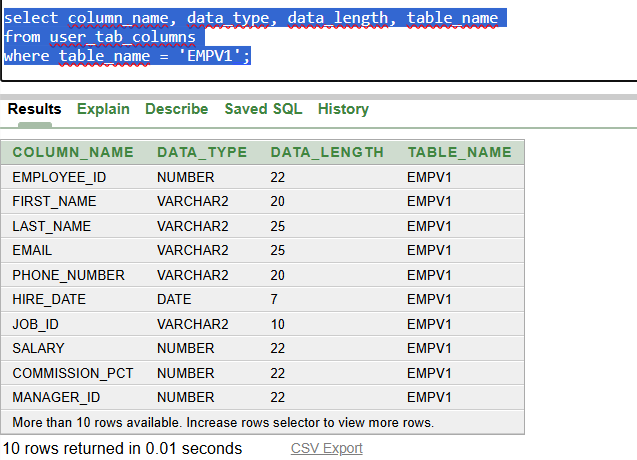 select column_name, data_type, data_length, table_name
from user_tab_columns
where table_name = 'EMPV1';
Results Explain Describe Saved SQL History
COLUMN_NAME DATA_TYPE DATA_LENGTH TABLE_NAME
EMPLOYEE_ID NUMBER 22 EMPV1
FIRST_NAME VARCHAR2 20 EMPV1
LAST_NAME VARCHAR2 25 EMPV1
EMAIL VARCHAR2 25 EMPV1
PHONE_NUMBER VARCHAR2 20 EMPV1
HIRE_DATE DATE 7 EMPV1
JOB_ID VARCHAR2 10 EMPV1
SALARY NUMBER 22 EMPV1
COMMISSION_PCT NUMBER 22 EMPV1
MANAGER_ID NUMBER 22 EMPV1
More than 10 rows available. Increase rows selector to view more rows.
10 rows returned in 0.01 seconds CSV Export